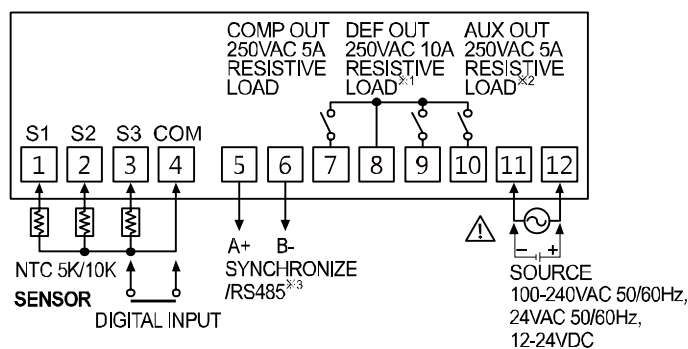 COMP OUT
250VAC 5A
RESISTIVE
LOAD
DEF OUT
250VAC 10A
RESISTIVE
LOAD※1
AUX OUT
250VAC 5A
RESISTIVE
LOAD※2
S1 S2 S3 COM
1 2 3 4 5 6 7 8 9 10 11 12
A+ B-
SYNCHRONIZE
/RS485※3
NTC 5K/10K
SENSOR
DIGITAL INPUT
! − +
SOURCE
100-240VAC 50/60Hz,
24VAC 50/60Hz,
12-24VDC